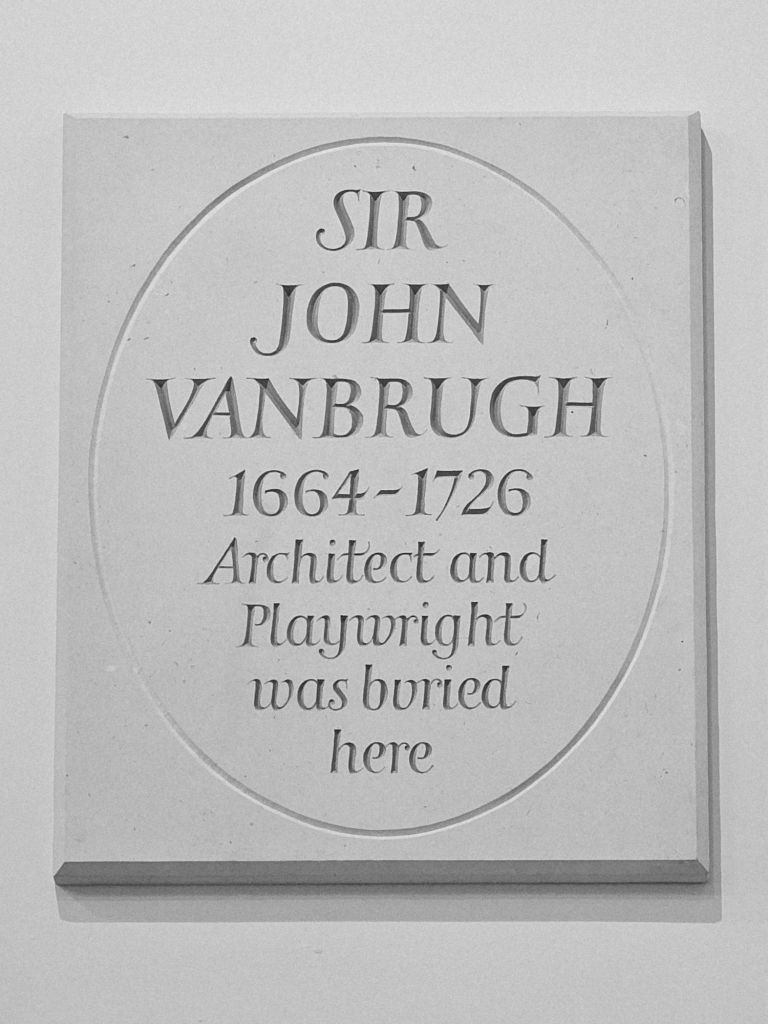 SIR
JOHN
VANBRUGH
1664-1726
Architect and
Playwright
was buried
here